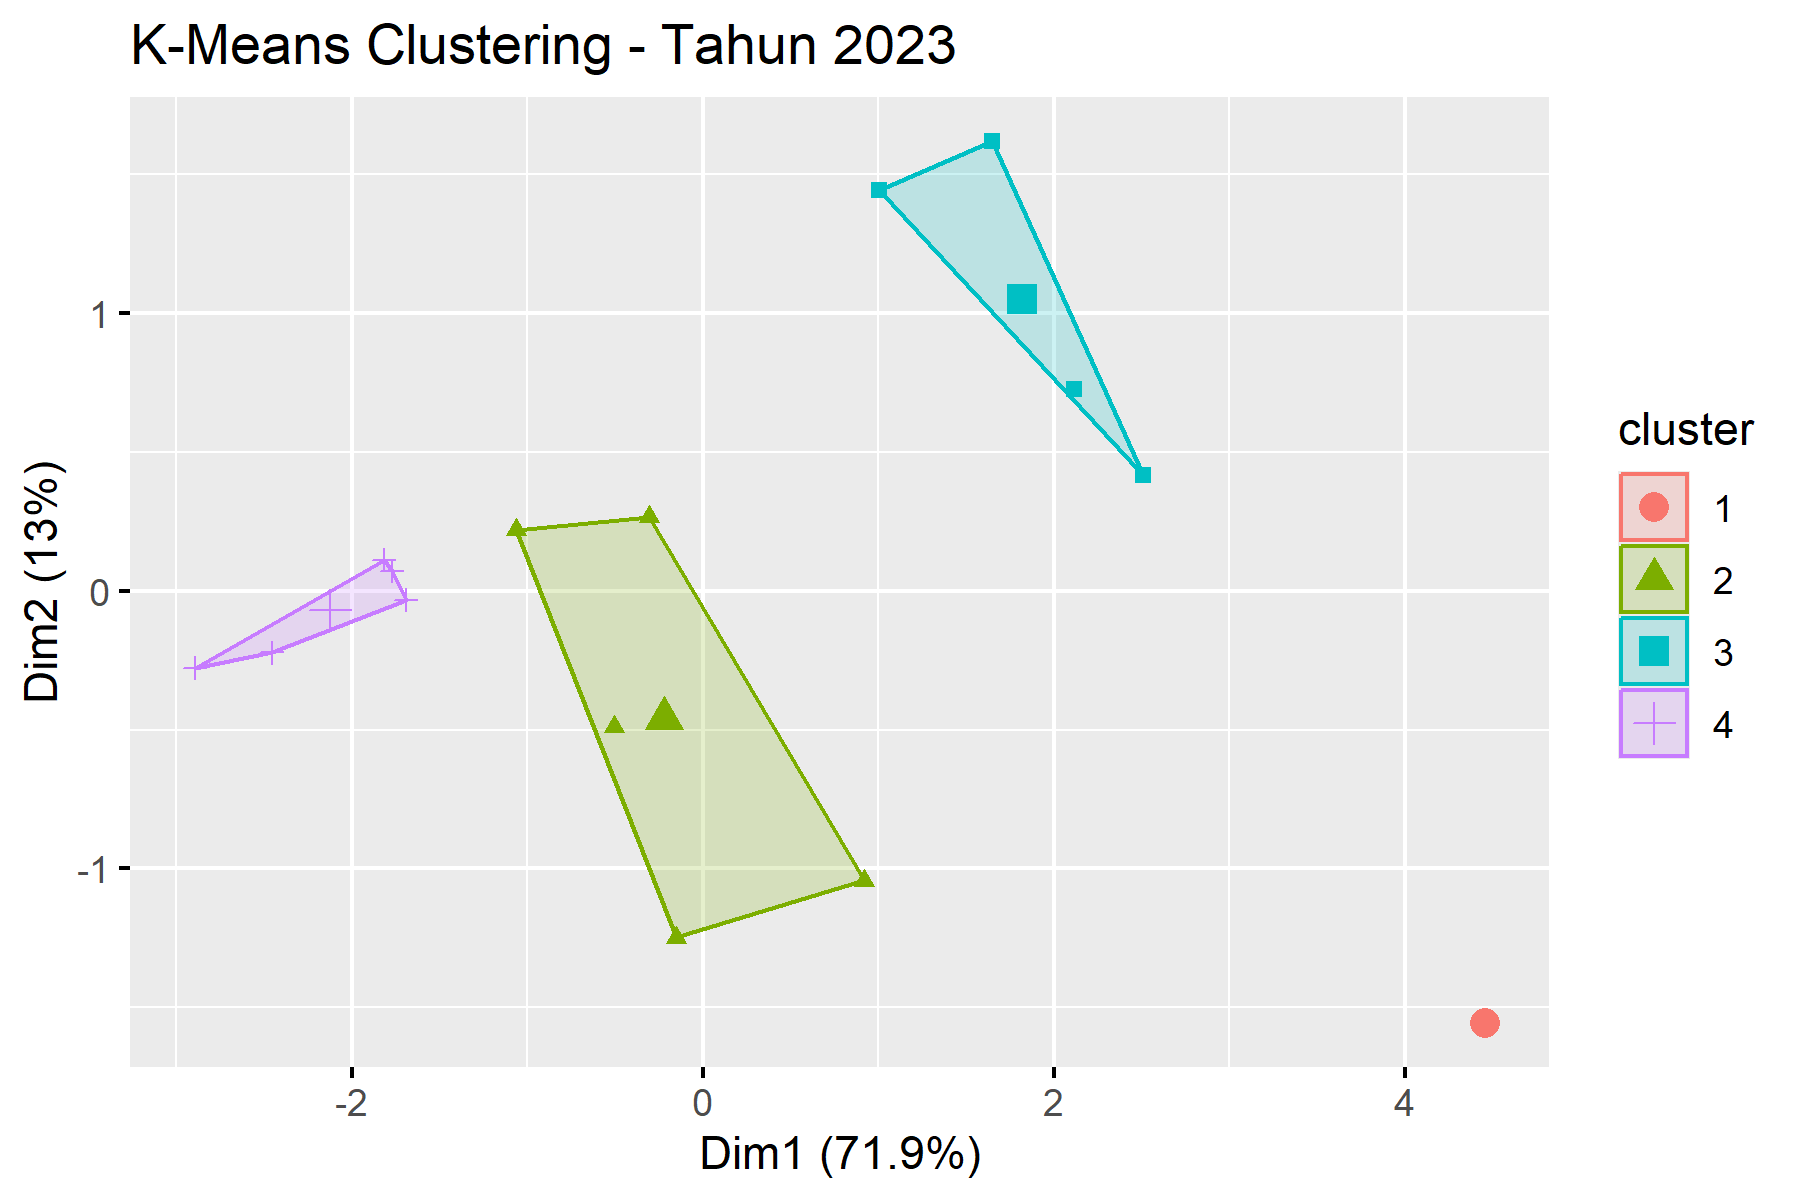 K-Means Clustering - Tahun 2023
Dim2 (13%)
1
0
-1
-2
0
2
4
Dim1 (71.9%)
cluster
1
2
3
4